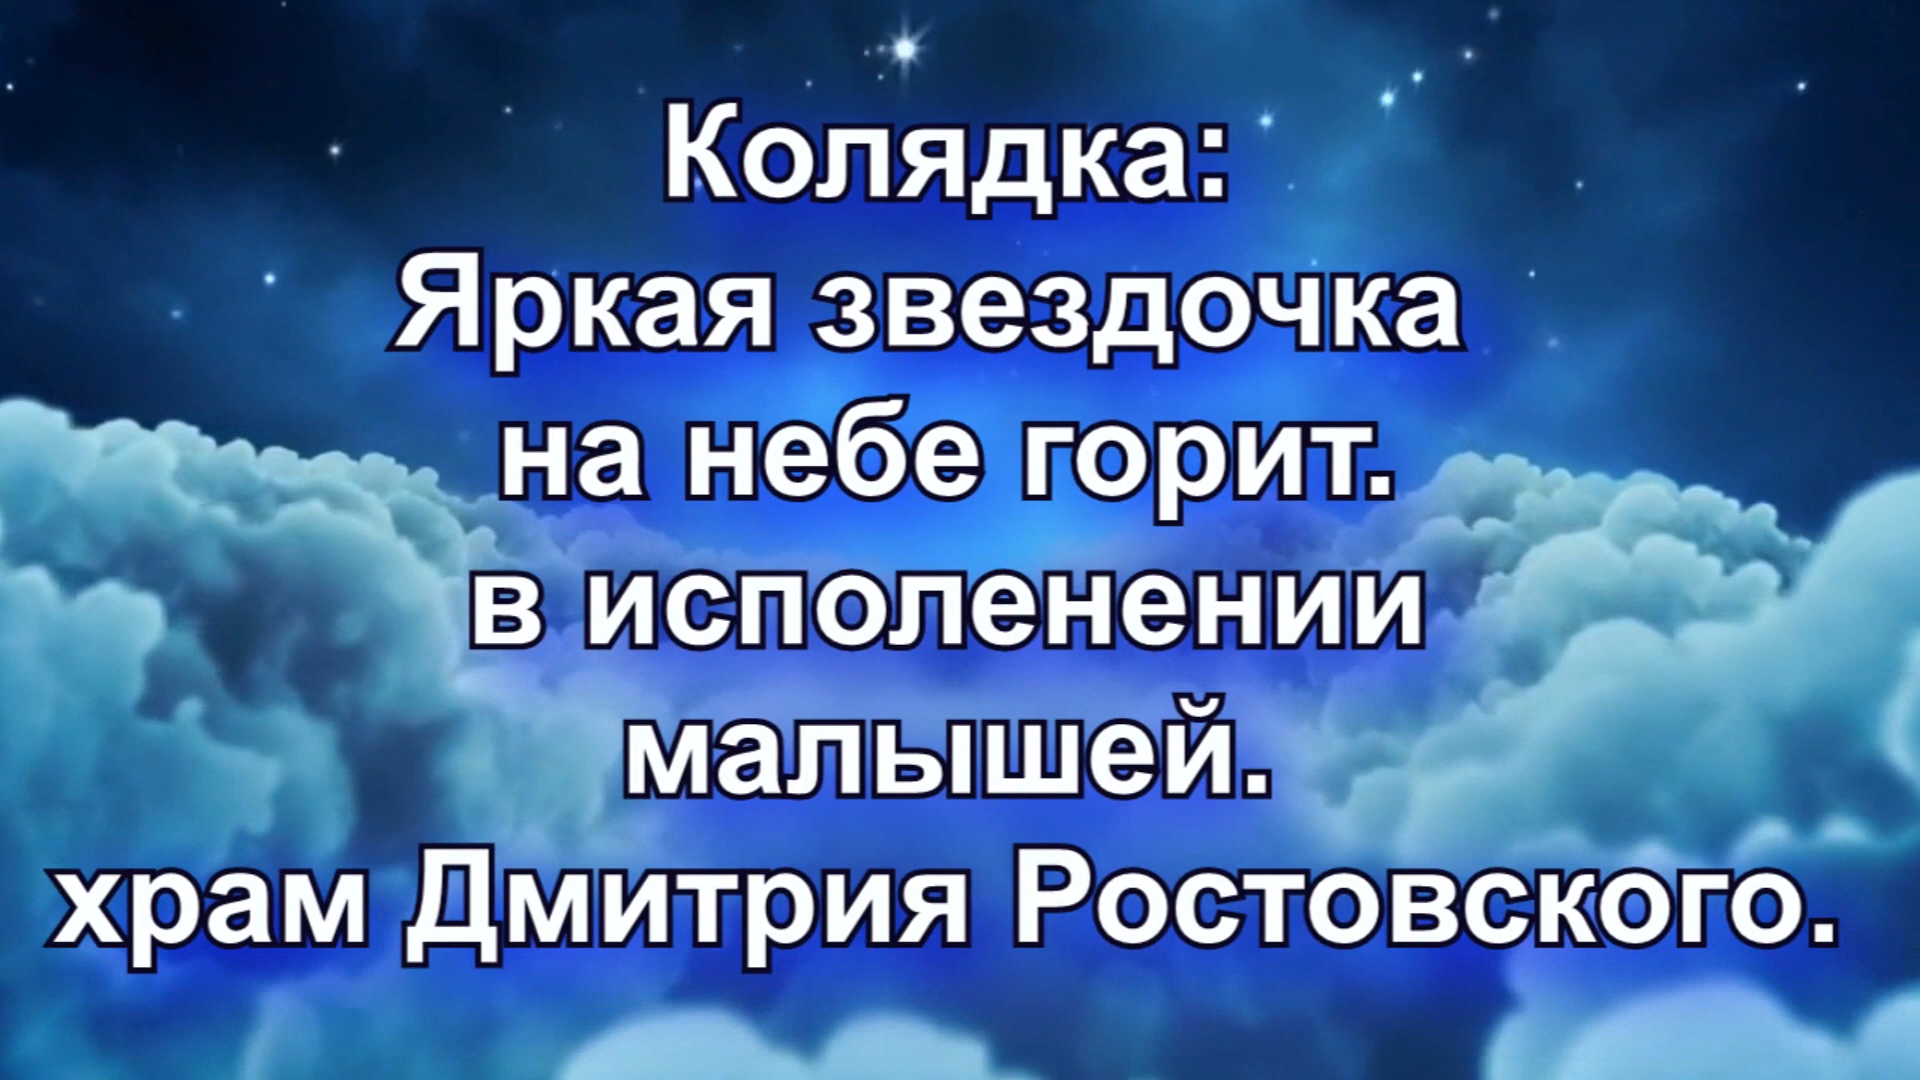 Колядка:
Яркая звездочка
на небе горит.
в исполенении
малышей.
храм Дмитрия Ростовского.